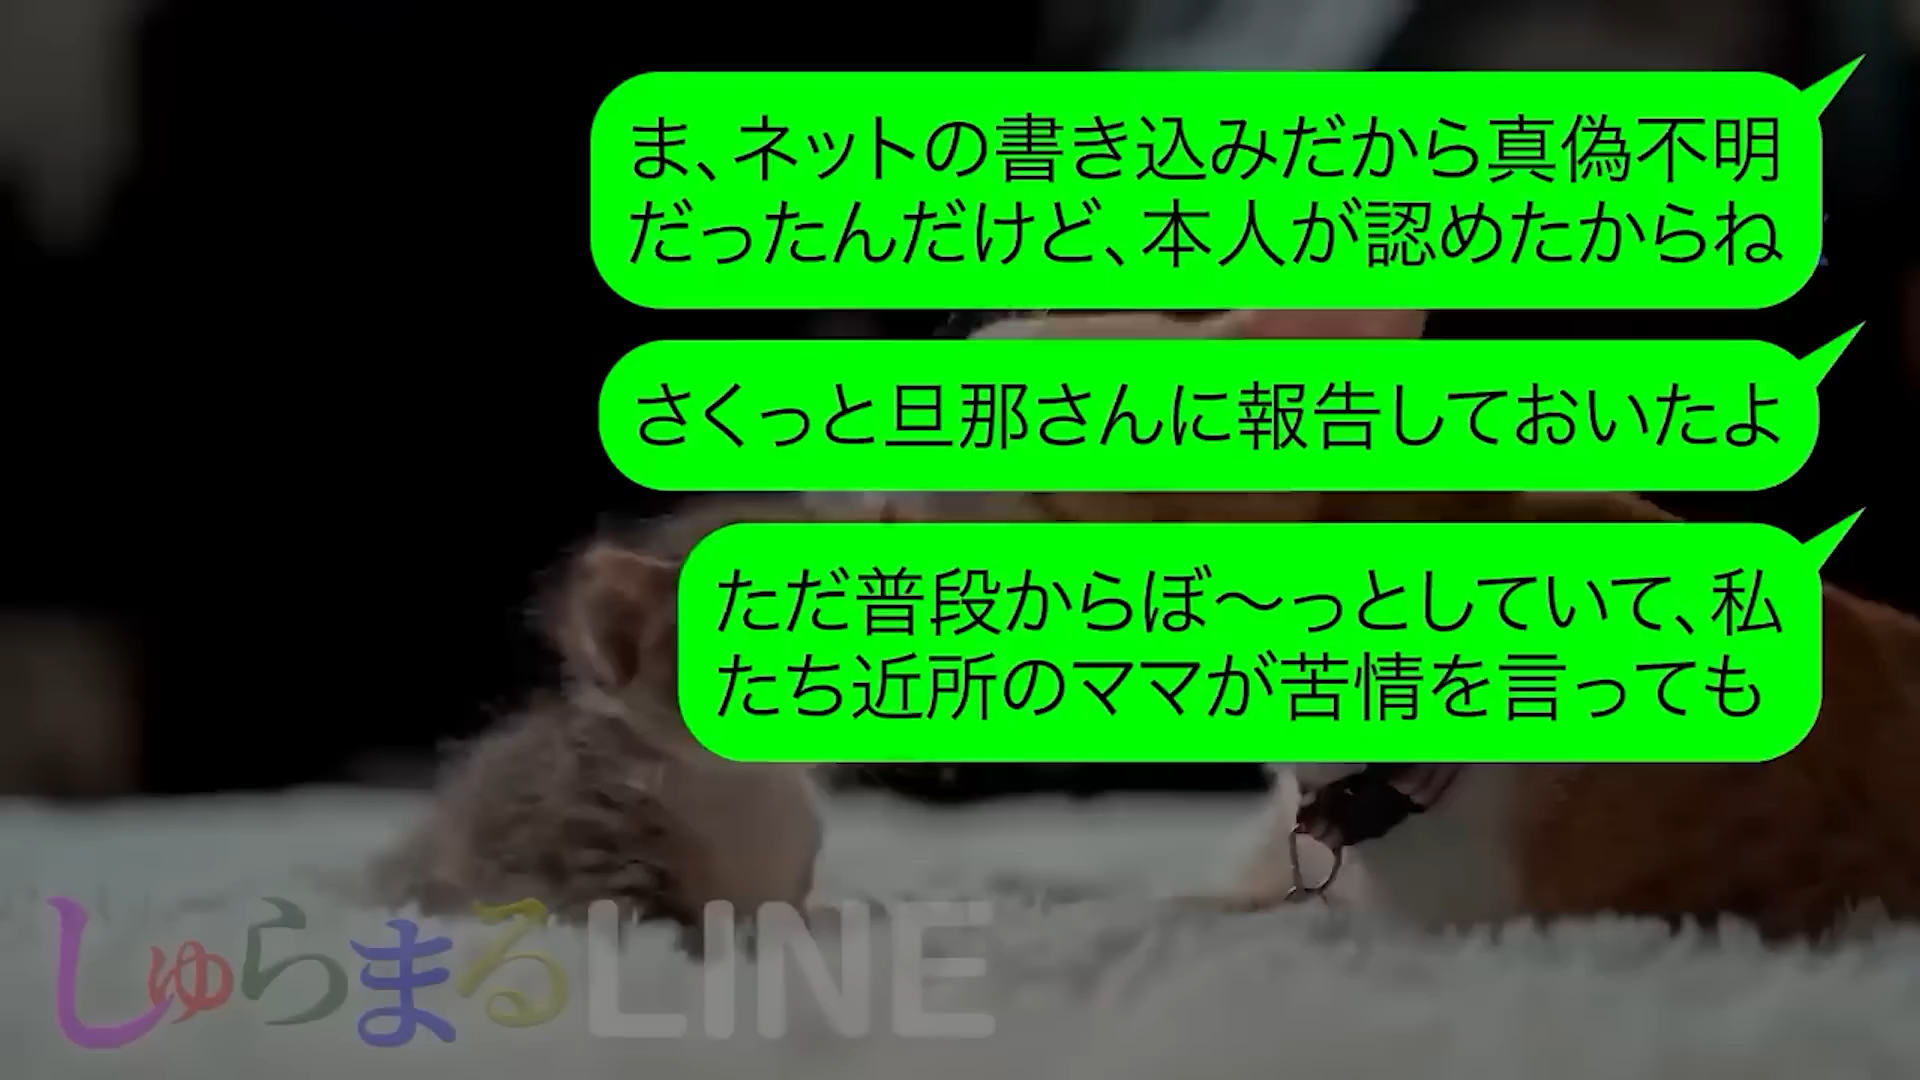 ま、ネットの書き込みだから真偽不明
だったんだけど、本人が認めたからね
さくっと旦那さんに報告しておいたよ
ただ普段からぼ～っとしていて、私
たち近所のママが苦情を言っても
しゅらまるLINE